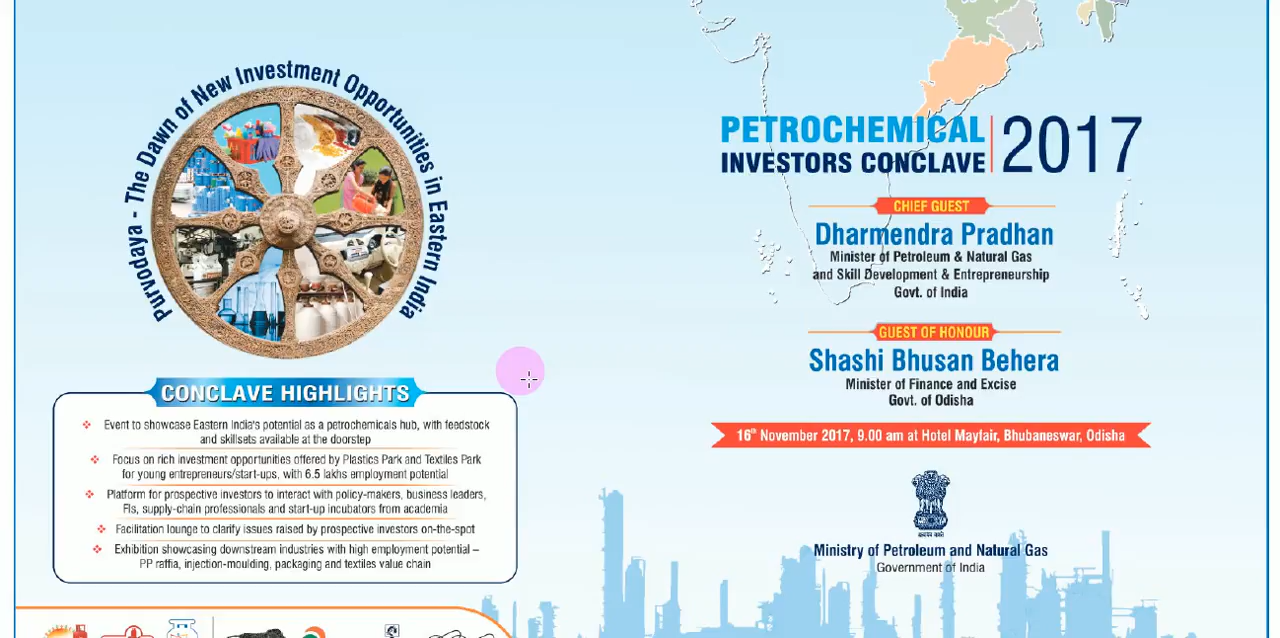 Purvodaya - The Dawn of New Investment Opportunities in Eastern India
CONCLAVE HIGHLIGHTS
Event to showcase Eastern India's potential as a petrochemicals hub, with feedstock
and skillsets available at the doorstep
Focus on rich investment opportunities offered by Plastics Park and Textiles Park
for young entrepreneurs/start-ups, with 6.5 lakhs employment potential
Platform for prospective investors to interact with policy-makers, business leaders,
FIs, supply-chain professionals and start-up incubators from academia
Facilitation lounge to clarify issues raised by prospective investors on-the-spot
Exhibition showcasing downstream industries with high employment potential –
PP raffia, injection-moulding, packaging and textiles value chain
PETROCHEMICAL
INVESTORS CONCLAVE
2017
CHIEF GUEST
Dharmendra Pradhan
Minister of Petroleum & Natural Gas
and Skill Development & Entrepreneurship
Govt. of India
GUEST OF HONOUR
Shashi Bhusan Behera
Minister of Finance and Excise
Govt. of Odisha
16th November 2017, 9.00 am at Hotel Mayfair, Bhubaneswar, Odisha
सत्यमेव जयते
Ministry of Petroleum and Natural Gas
Government of India